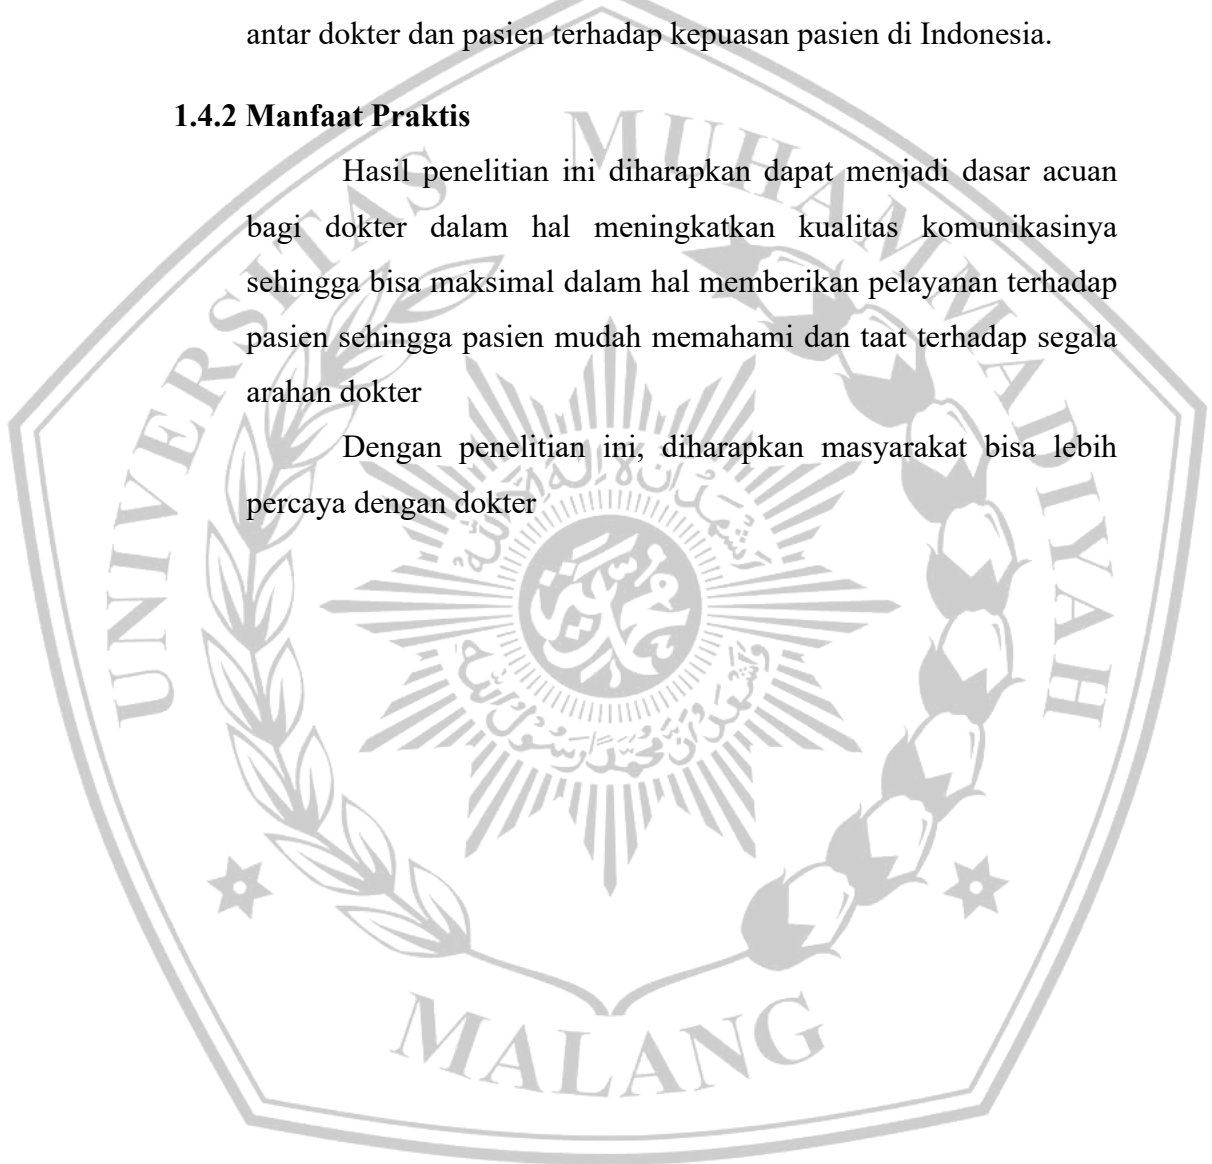 antar dokter dan pasien terhadap kepuasan pasien di Indonesia.
1.4.2 Manfaat Praktis
Hasil penelitian ini diharapkan dapat menjadi dasar acuan
bagi dokter dalam hal meningkatkan kualitas komunikasinya
sehingga bisa maksimal dalam hal memberikan pelayanan terhadap
pasien sehingga pasien mudah memahami dan taat terhadap segala
arahan dokter
Dengan penelitian ini, diharapkan masyarakat bisa lebih
percaya dengan dokter
UNIVERSITAS MUHAMMADIYAH
MALANG